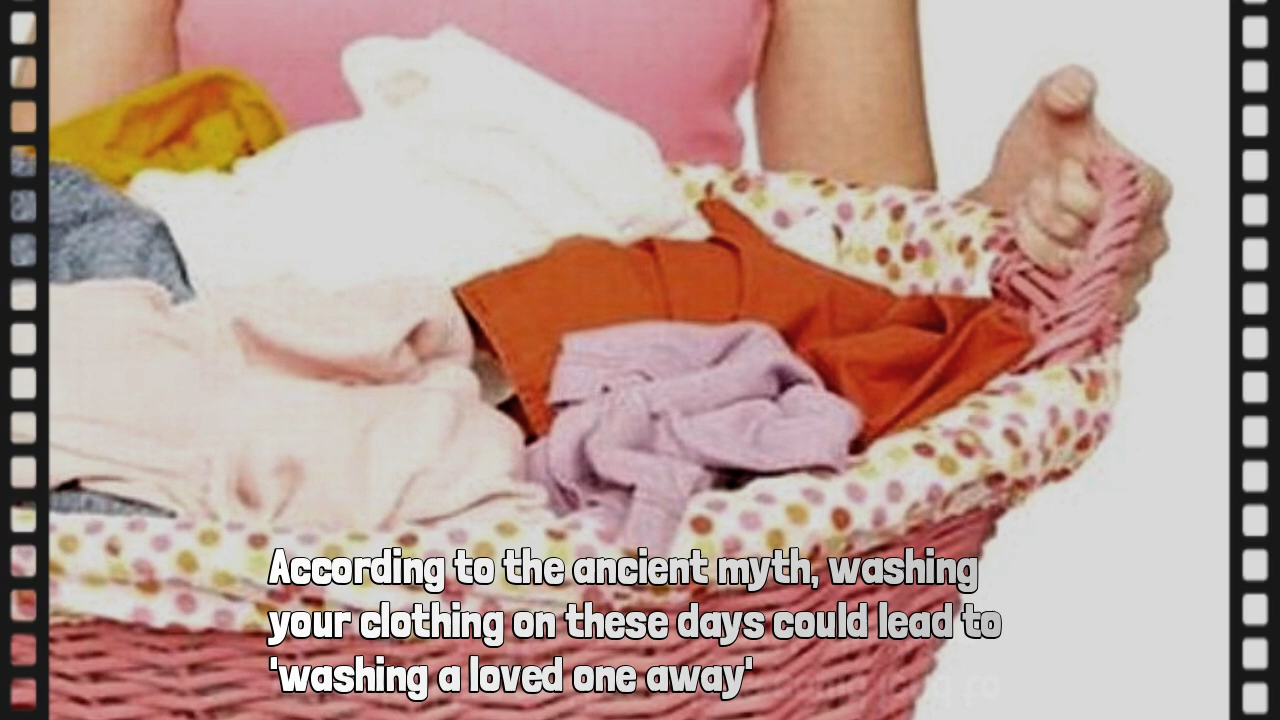 According to the ancient myth, washing
your clothing on these days could lead to
'washing a loved one away'